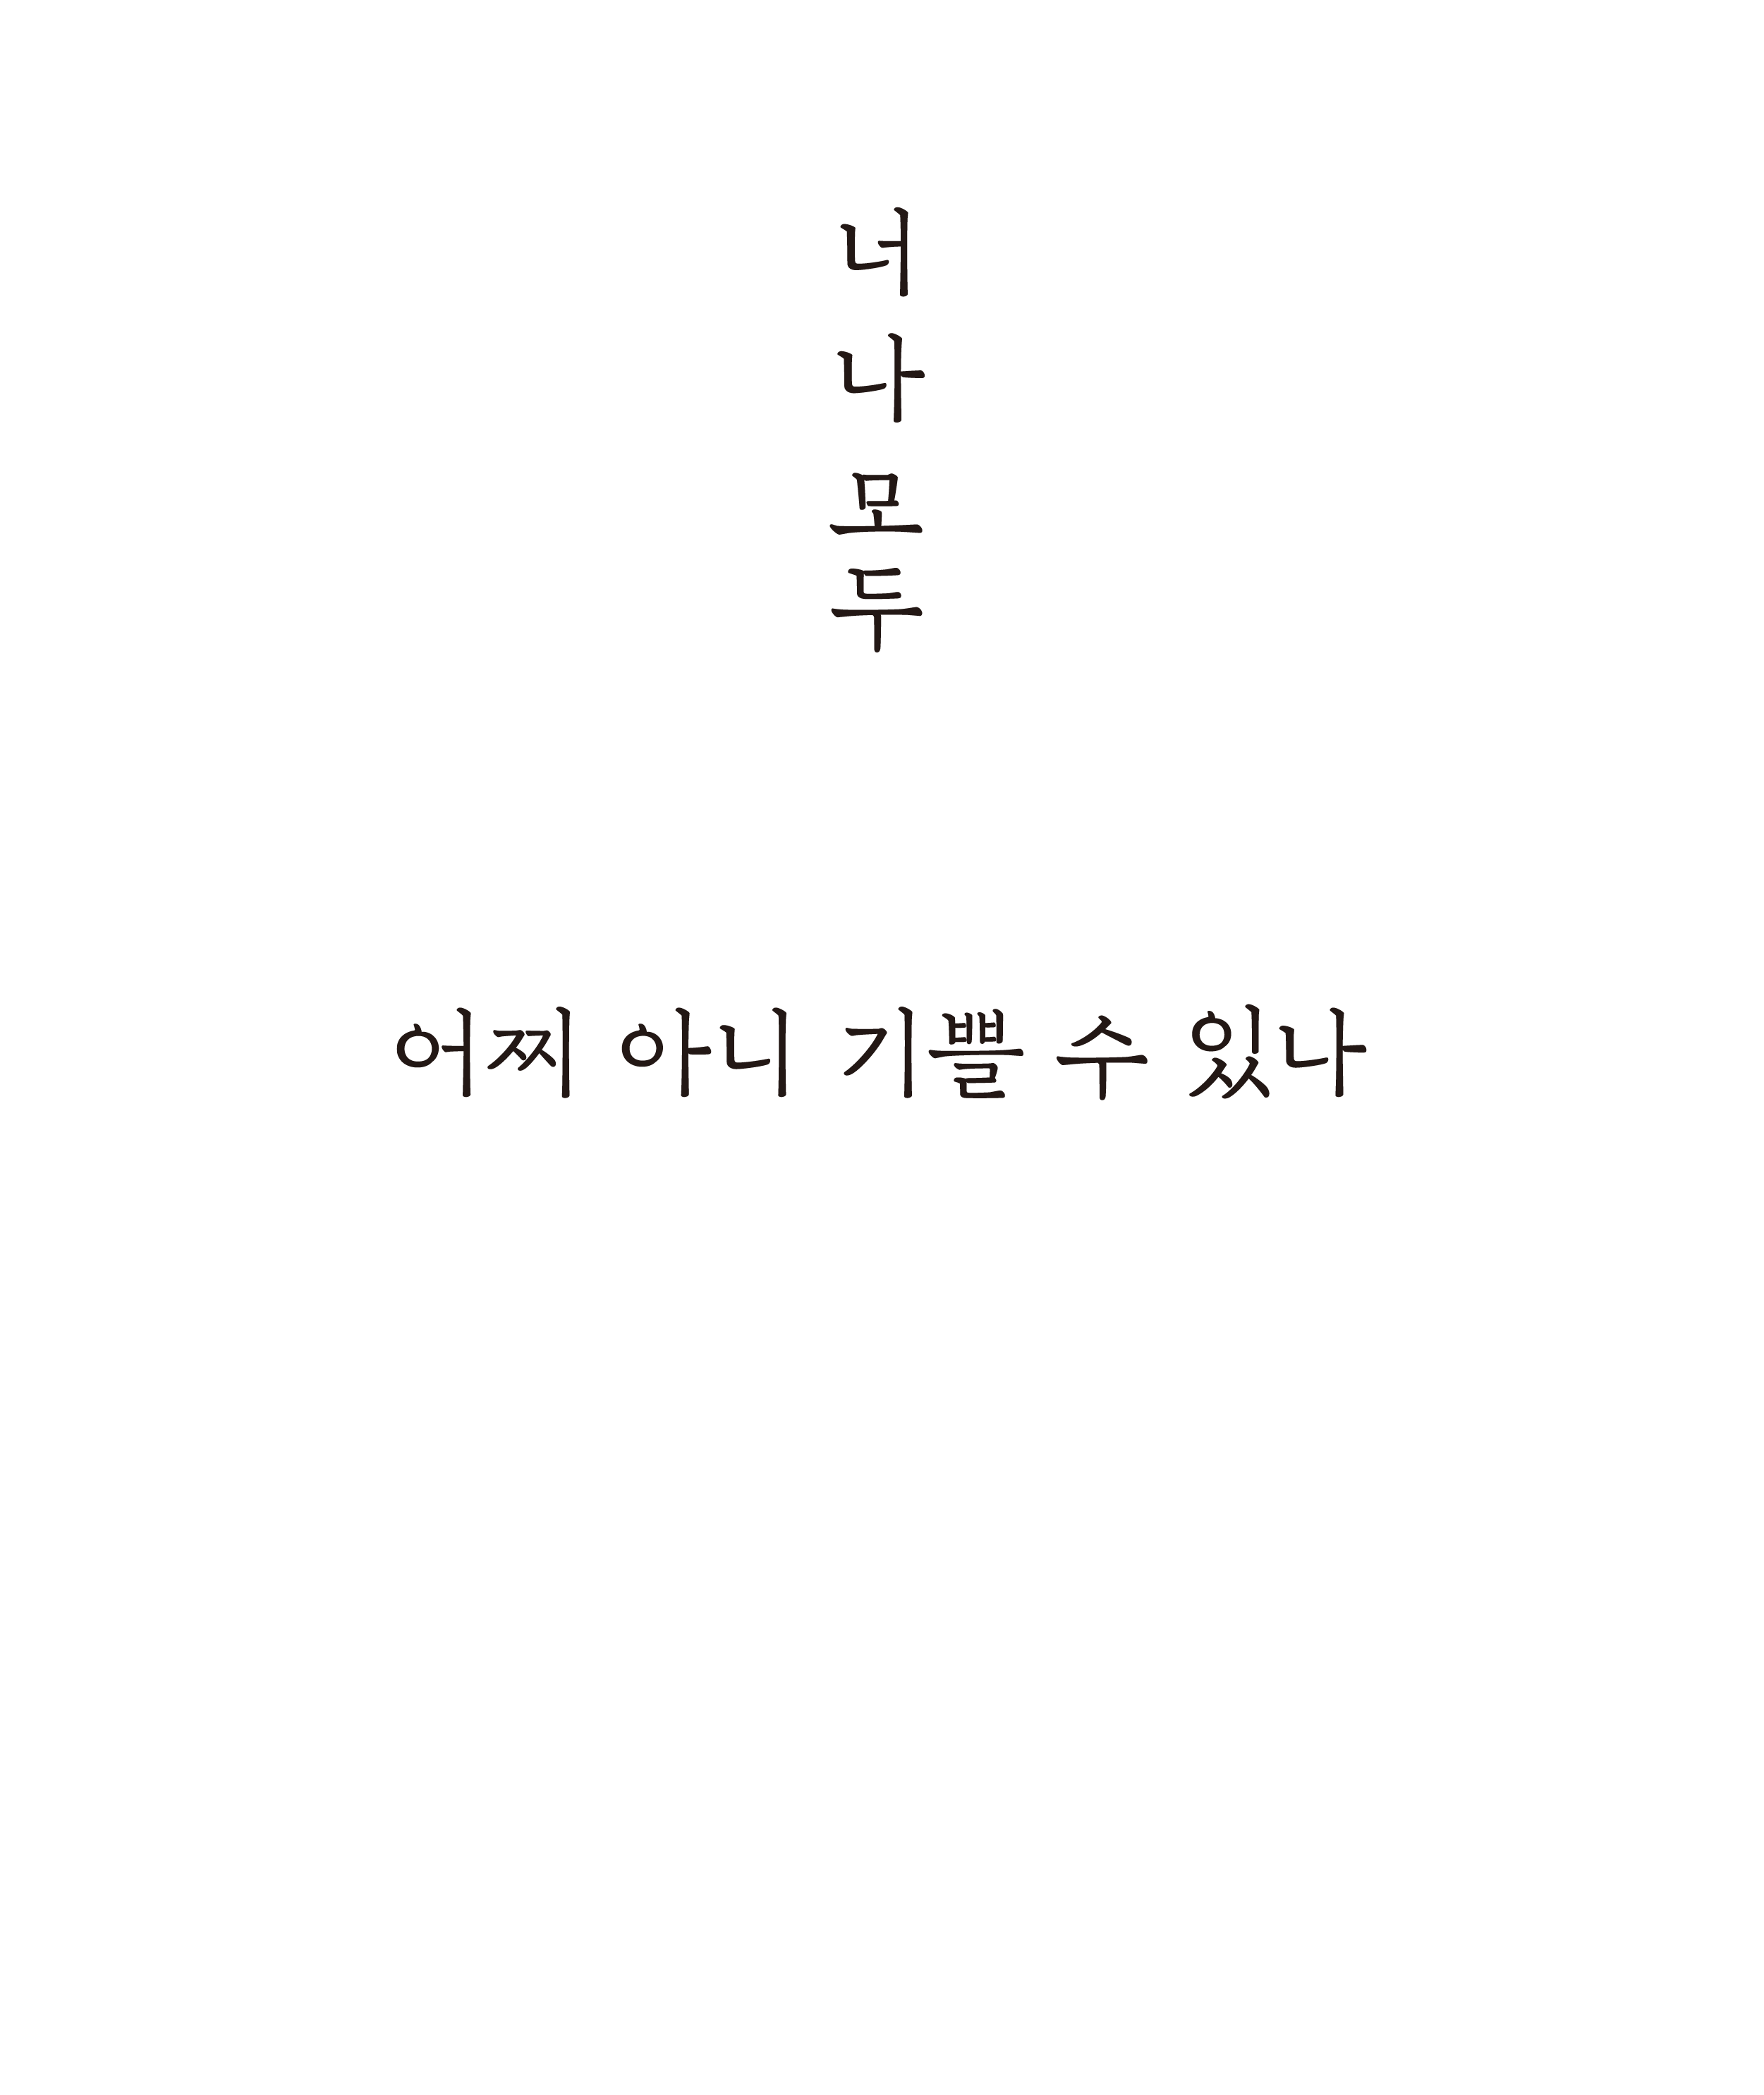 너
나
모
두
어찌 아니 기쁠 수 있나